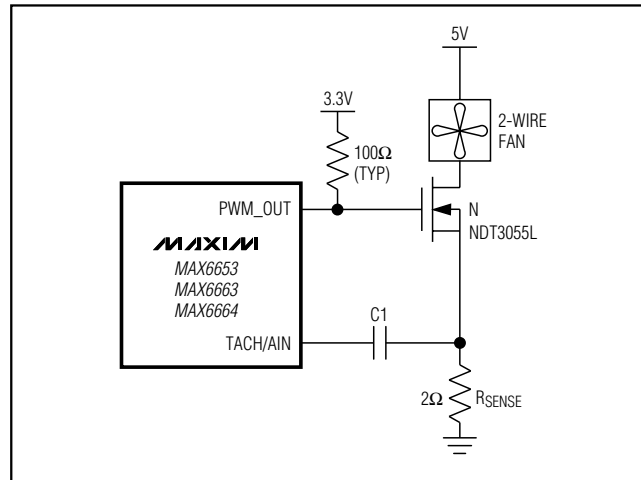 5V
3.3V
2-WIRE
FAN
100Ω
(TYP)
PWM_OUT
N
NDT3055L
MAXIM
MAX6653
MAX6663
MAX6664
C1
TACH/AIN
2Ω
RSENSE